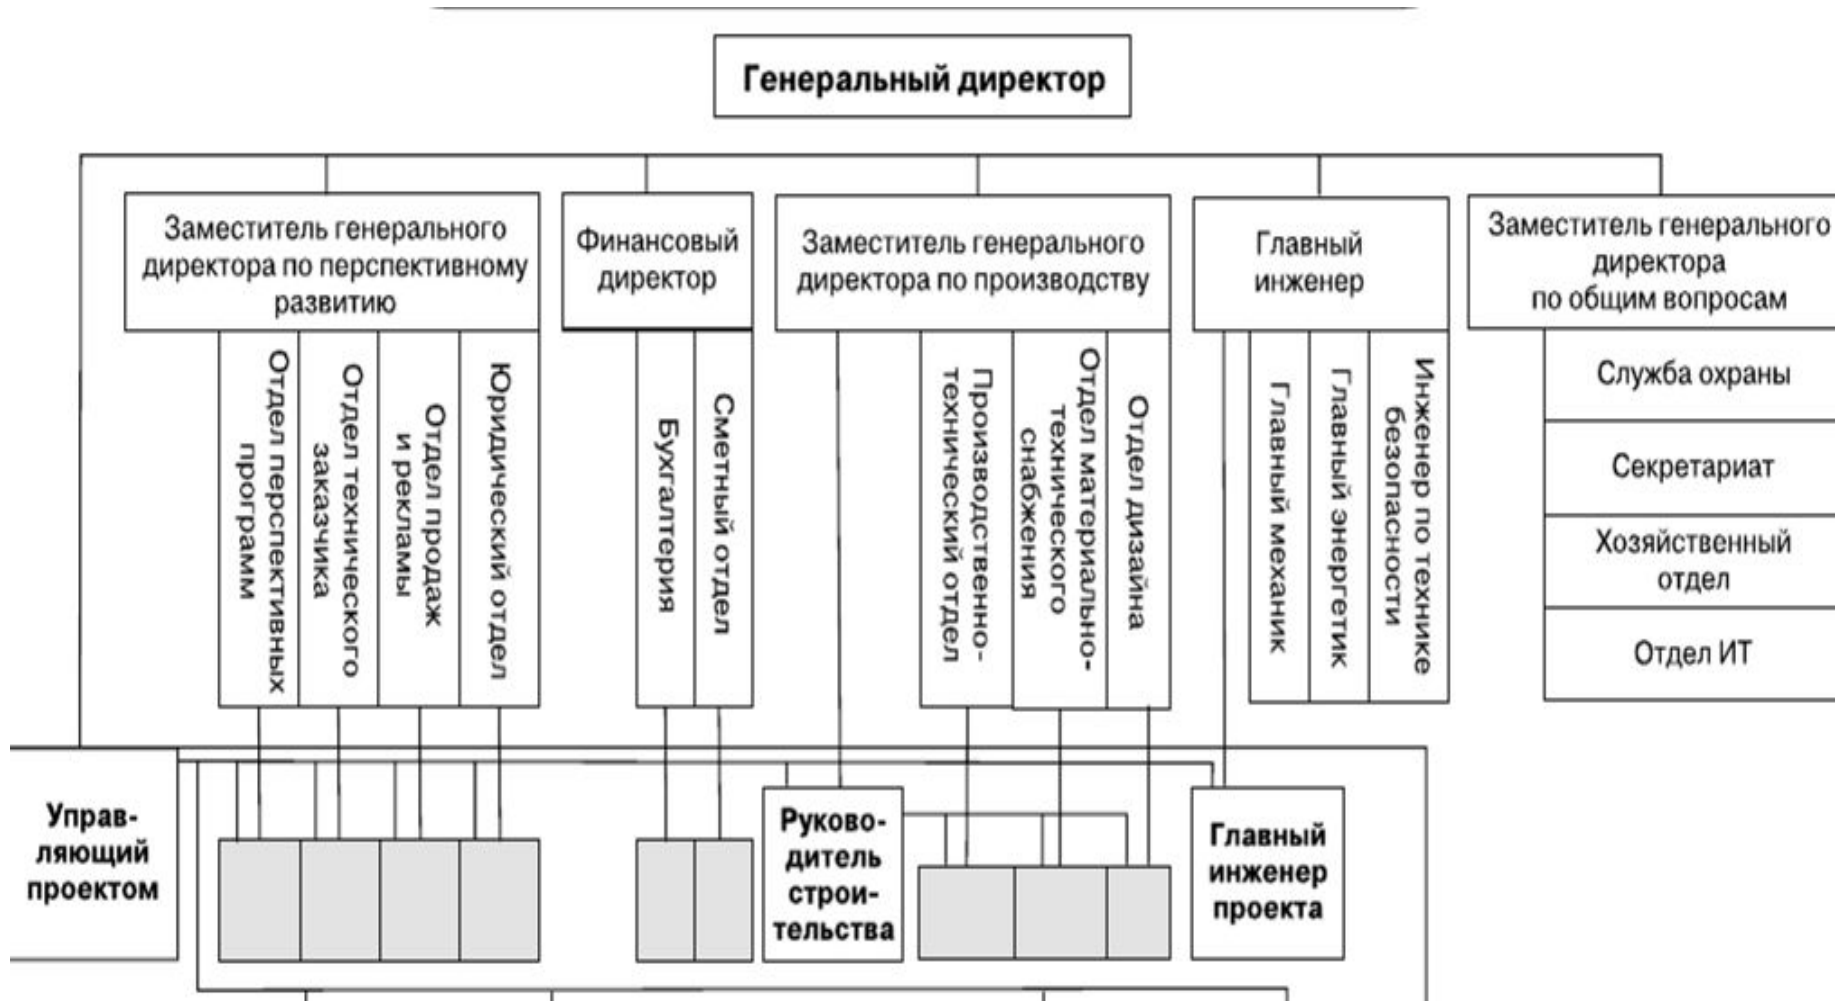 Генеральный директор
Заместитель генерального
директора по перспективному
развитию
Финансовый
директор
Заместитель генерального
директора по производству
Главный
инженер
Заместитель генерального
директора
по общим вопросам
Отдел перспективных
программ
Отдел технического
заказчика
Отдел продаж
и рекламы
Юридический отдел
Бухгалтерия
Сметный отдел
Производственно-
технический отдел
Отдел материально-
технического
снабжения
Отдел дизайна
Главный механик
Главный энергетик
Инженер по технике
безопасности
Служба охраны
Секретариат
Хозяйственный
отдел
Отдел ИТ
Управ-
ляющий
проектом
Руково-
дитель
строи-
тельства
Главный
инженер
проекта